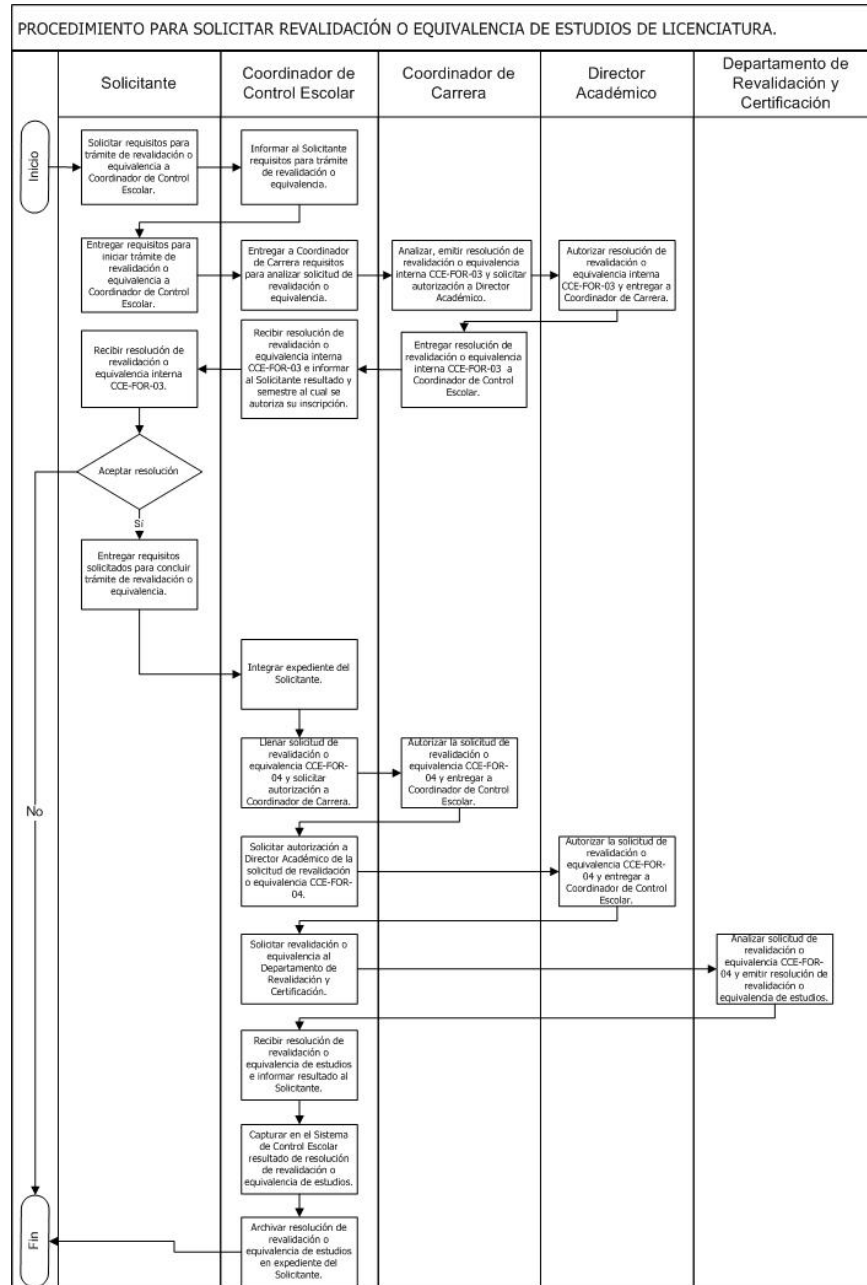 PROCEDIMIENTO PARA SOLICITAR REVALIDACIÓN O EQUIVALENCIA DE ESTUDIOS DE LICENCIATURA.
Solicitante
Coordinador de
Control Escolar
Coordinador de
Carrera
Director
Académico
Departamento de
Revalidación y
Certificación
Inicio
Solicitar requisitos para
trámite de revalidación o
equivalencia a
Coordinador de Control
Escolar.
Informar al Solicitante
requisitos para trámite
de revalidación o
equivalencia.
Entregar requisitos para
iniciar trámite de
revalidación o
equivalencia a
Coordinador de Control
Escolar.
Entregar a Coordinador
de Carrera requisitos
para analizar solicitud de
revalidación o
equivalencia.
Analizar, emitir resolución de
revalidación o equivalencia
interna CCE-FOR-03 y solicitar
autorización a Director
Académico.
Autorizar resolución de
revalidación o
equivalencia interna
CCE-FOR-03 y entregar
a Coordinador de Carrera.
Entregar resolución de
revalidación o equivalencia
interna CCE-FOR-03 a
Coordinador de Control
Escolar.
Recibir resolución de
revalidación o
equivalencia interna
CCE-FOR-03 e informar
al Solicitante resultado y
semestre al cual se
autoriza su inscripción.
Recibir resolución de
revalidación o
equivalencia interna
CCE-FOR-03.
Aceptar resolución
Sí
No
Entregar requisitos
solicitados para concluir
trámite de revalidación o
equivalencia.
Integrar expediente del
Solicitante.
Llenar solicitud de
revalidación o
equivalencia CCE-FOR-
04 y solicitar
autorización a
Coordinador de Carrera.
Autorizar la solicitud de
revalidación o
equivalencia CCE-FOR-
04 y entregar a
Coordinador de Control
Escolar.
Solicitar autorización a
Director Académico de la
solicitud de revalidación
o equivalencia CCE-FOR-
04.
Autorizar la solicitud de
revalidación o
equivalencia CCE-FOR-
04 y entregar a
Coordinador de Control
Escolar.
Solicitar revalidación o
equivalencia al
Departamento de
Revalidación y
Certificación.
Analizar solicitud de
revalidación o
equivalencia CCE-FOR-
04 y emitir resolución de
revalidación o
equivalencia de estudios.
Recibir resolución de
revalidación o
equivalencia de estudios
e informar resultado al
Solicitante.
Capturar en el Sistema
de Control Escolar
resultado de resolución
de revalidación o
equivalencia de estudios.
Archivar resolución de
revalidación o
equivalencia de estudios
en expediente del
Solicitante.
Fin